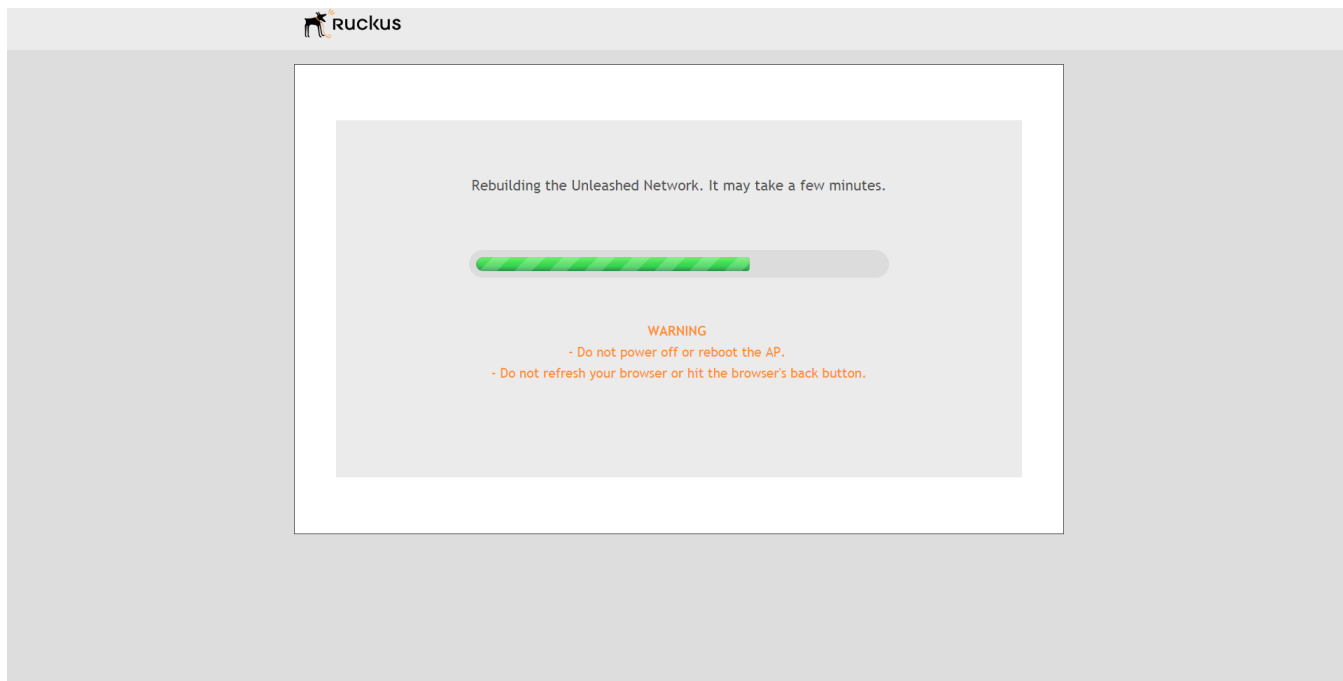 Ruckus
Rebuilding the Unleashed Network. It may take a few minutes.
WARNING
- Do not power off or reboot the AP.
- Do not refresh your browser or hit the browser's back button.